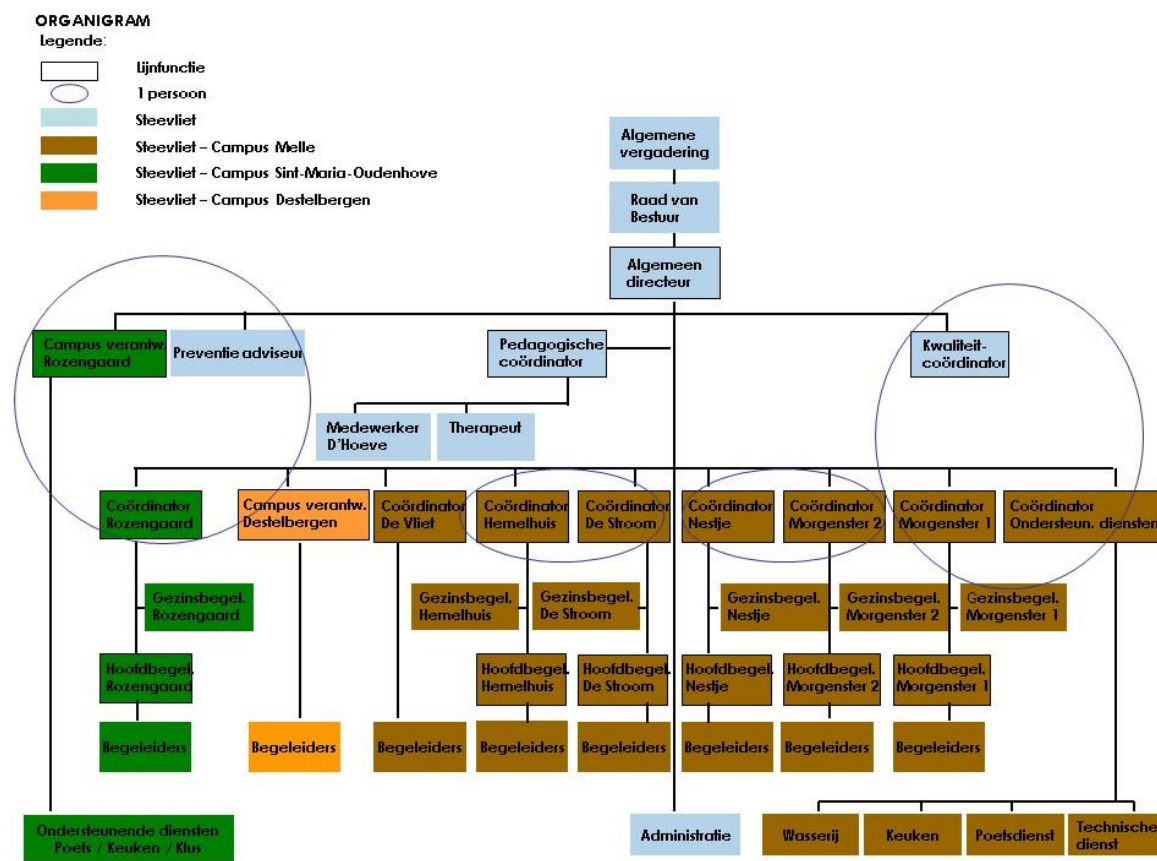 ORGANIGRAM
Legende:
Lijnfunctie
1 persoon
Steevliet
Steevliet – Campus Melle
Steevliet – Campus Sint-Maria-Oudenhove
Steevliet – Campus Destelbergen
Algemene
vergadering
Raad van
Bestuur
Algemeen
directeur
Campus verantw.
Rozengaard
Preventie adviseur
Pedagogische
coördinator
Kwaliteit-
coördinator
Medewerker
D'Hoeve
Therapeut
Coördinator
Rozengaard
Campus verantw.
Destelbergen
Coördinator
De Vliet
Coördinator
Hemelhuis
Coördinator
De Stroom
Coördinator
Nestje
Coördinator
Morgenster 2
Coördinator
Morgenster 1
Coördinator
Ondersteun. diensten
Gezinsbegel.
Rozengaard
Gezinsbegel.
Hemelhuis
Gezinsbegel.
De Stroom
Gezinsbegel.
Nestje
Gezinsbegel.
Morgenster 2
Gezinsbegel.
Morgenster 1
Hoofdbegel.
Rozengaard
Hoofdbegel.
Hemelhuis
Hoofdbegel.
De Stroom
Hoofdbegel.
Nestje
Hoofdbegel.
Morgenster 2
Hoofdbegel.
Morgenster 1
Begeleiders
Begeleiders
Begeleiders
Begeleiders
Begeleiders
Begeleiders
Begeleiders
Begeleiders
Ondersteunende diensten
Poets / Keuken / Klus
Administratie
Wasserij
Keuken
Poetsdienst
Technische
dienst